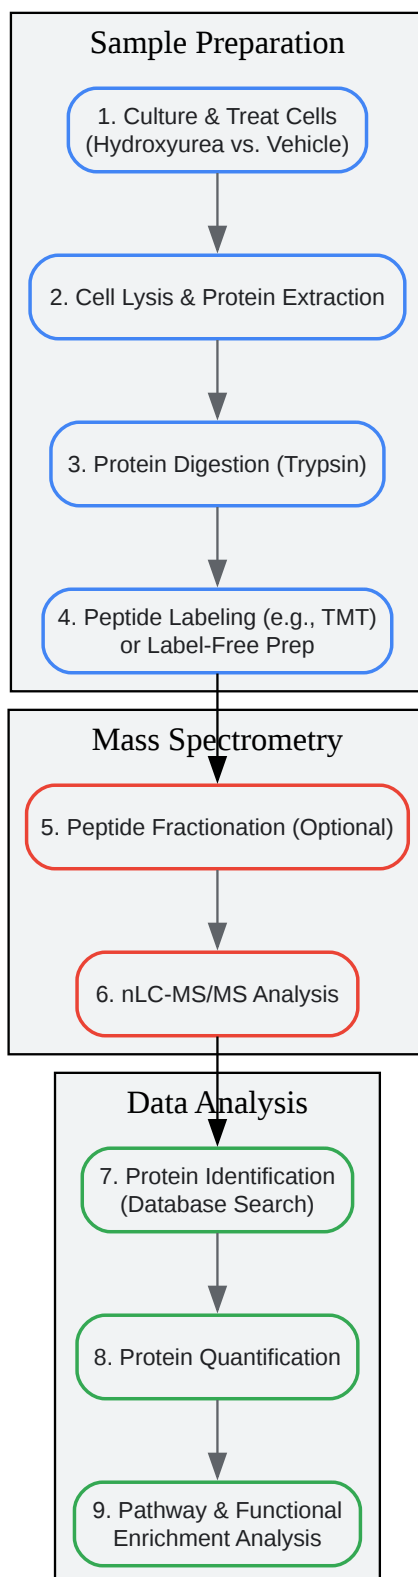 Sample Preparation
1. Culture & Treat Cells
(Hydroxyurea vs. Vehicle)
2. Cell Lysis & Protein Extraction
3. Protein Digestion (Trypsin)
4. Peptide Labeling (e.g., TMT)
or Label-Free Prep
Mass Spectrometry
5. Peptide Fractionation (Optional)
6. nLC-MS/MS Analysis
Data Analysis
7. Protein Identification
(Database Search)
8. Protein Quantification
9. Pathway & Functional
Enrichment Analysis